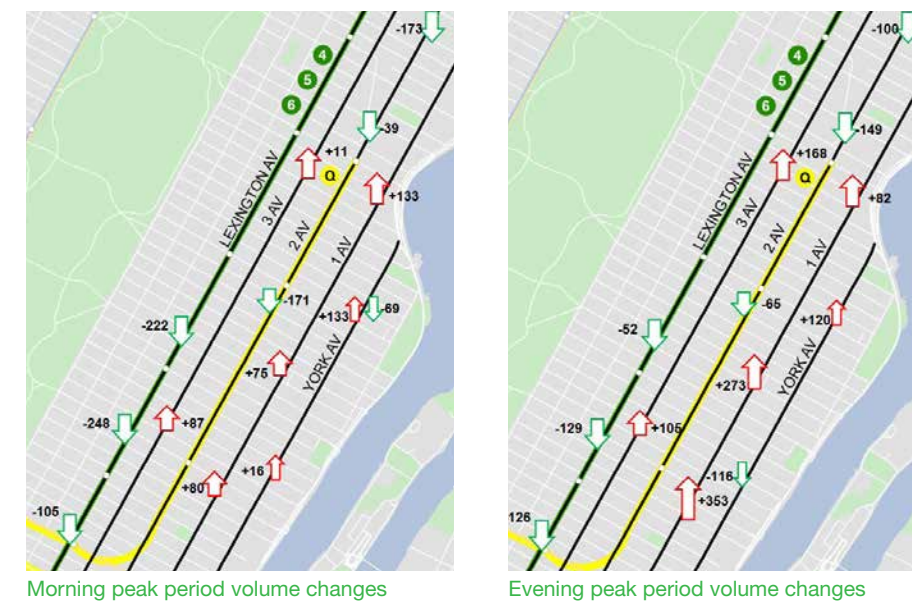 -173
4
5
6
-39
+11
Q
+133
LEXINGTON AV
3 AV
2 AV
1 AV
-171
+133
-69
-222
YORK AV
+75
-248
+87
+16
+80
-105
Morning peak period volume changes
-100
4
5
6
-149
+168
Q
+82
LEXINGTON AV
3 AV
2 AV
1 AV
-65
+120
-52
YORK AV
+273
-129
+105
-116
+353
126
Evening peak period volume changes